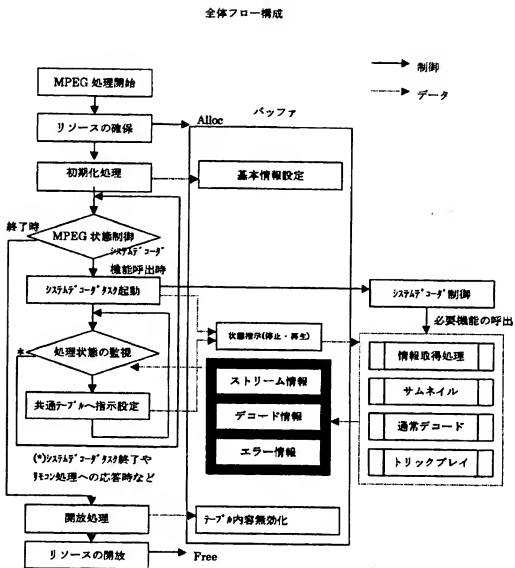 全体フロー構成
制御
データ
MPEG 処理開始
リソースの確保
Alloc
バッファ
初期化処理
基本情報設定
終了時
MPEG 状態制御
システムデコーダ
機能呼出時
システムデコーダタスク起動
システムデコーダ制御
必要機能の呼出
状態指示(停止・再生)
処理状態の監視
*
情報取得処理
ストリーム情報
サムネイル
共通テーブルへ指示設定
デコード情報
通常デコード
エラー情報
トリックプレイ
(*)システムデコーダタスク終了や
リモコン処理への応答時など
開放処理
テーブル内容無効化
リソースの開放
Free